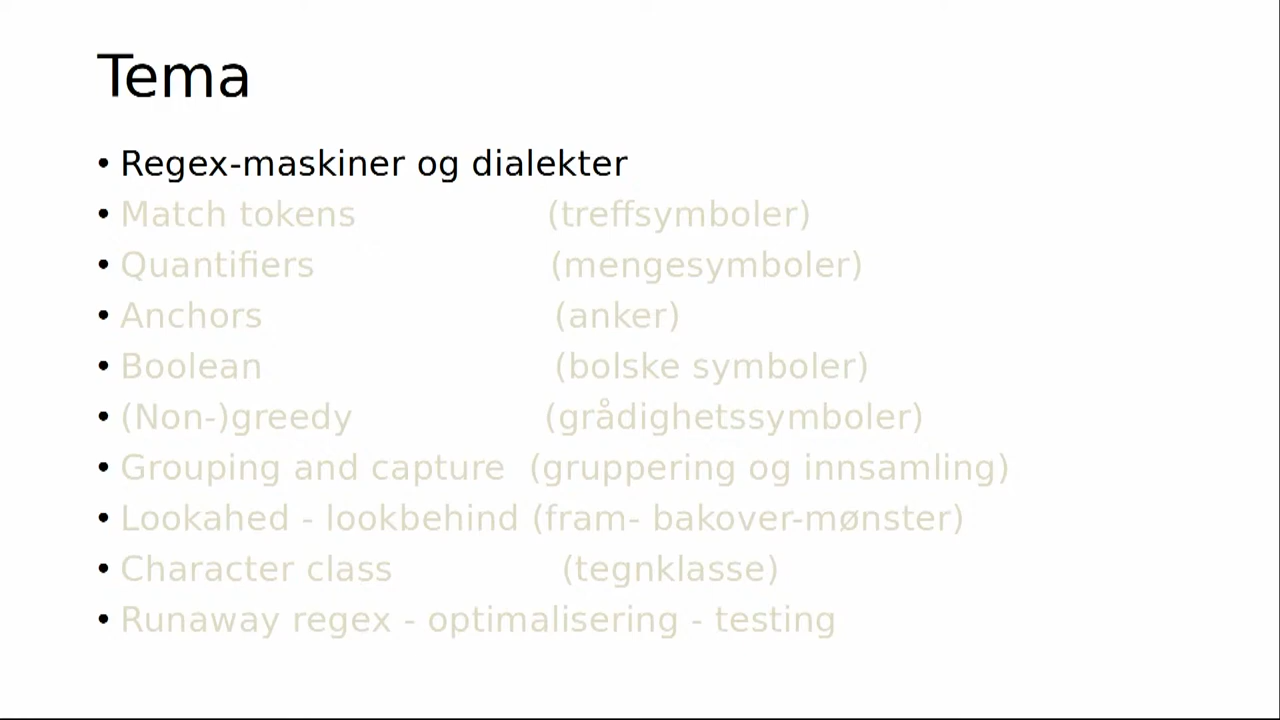 Tema
• Regex-maskiner og dialekter
• Match tokens (treffsymboler)
• Quantifiers (mengesymboler)
• Anchors (anker)
• Boolean (bolske symboler)
• (Non-)greedy (grådighetssymboler)
• Grouping and capture (gruppering og innsamling)
• Lookahed - lookbehind (fram- bakover-mønster)
• Character class (tegnklasse)
• Runaway regex - optimalisering - testing